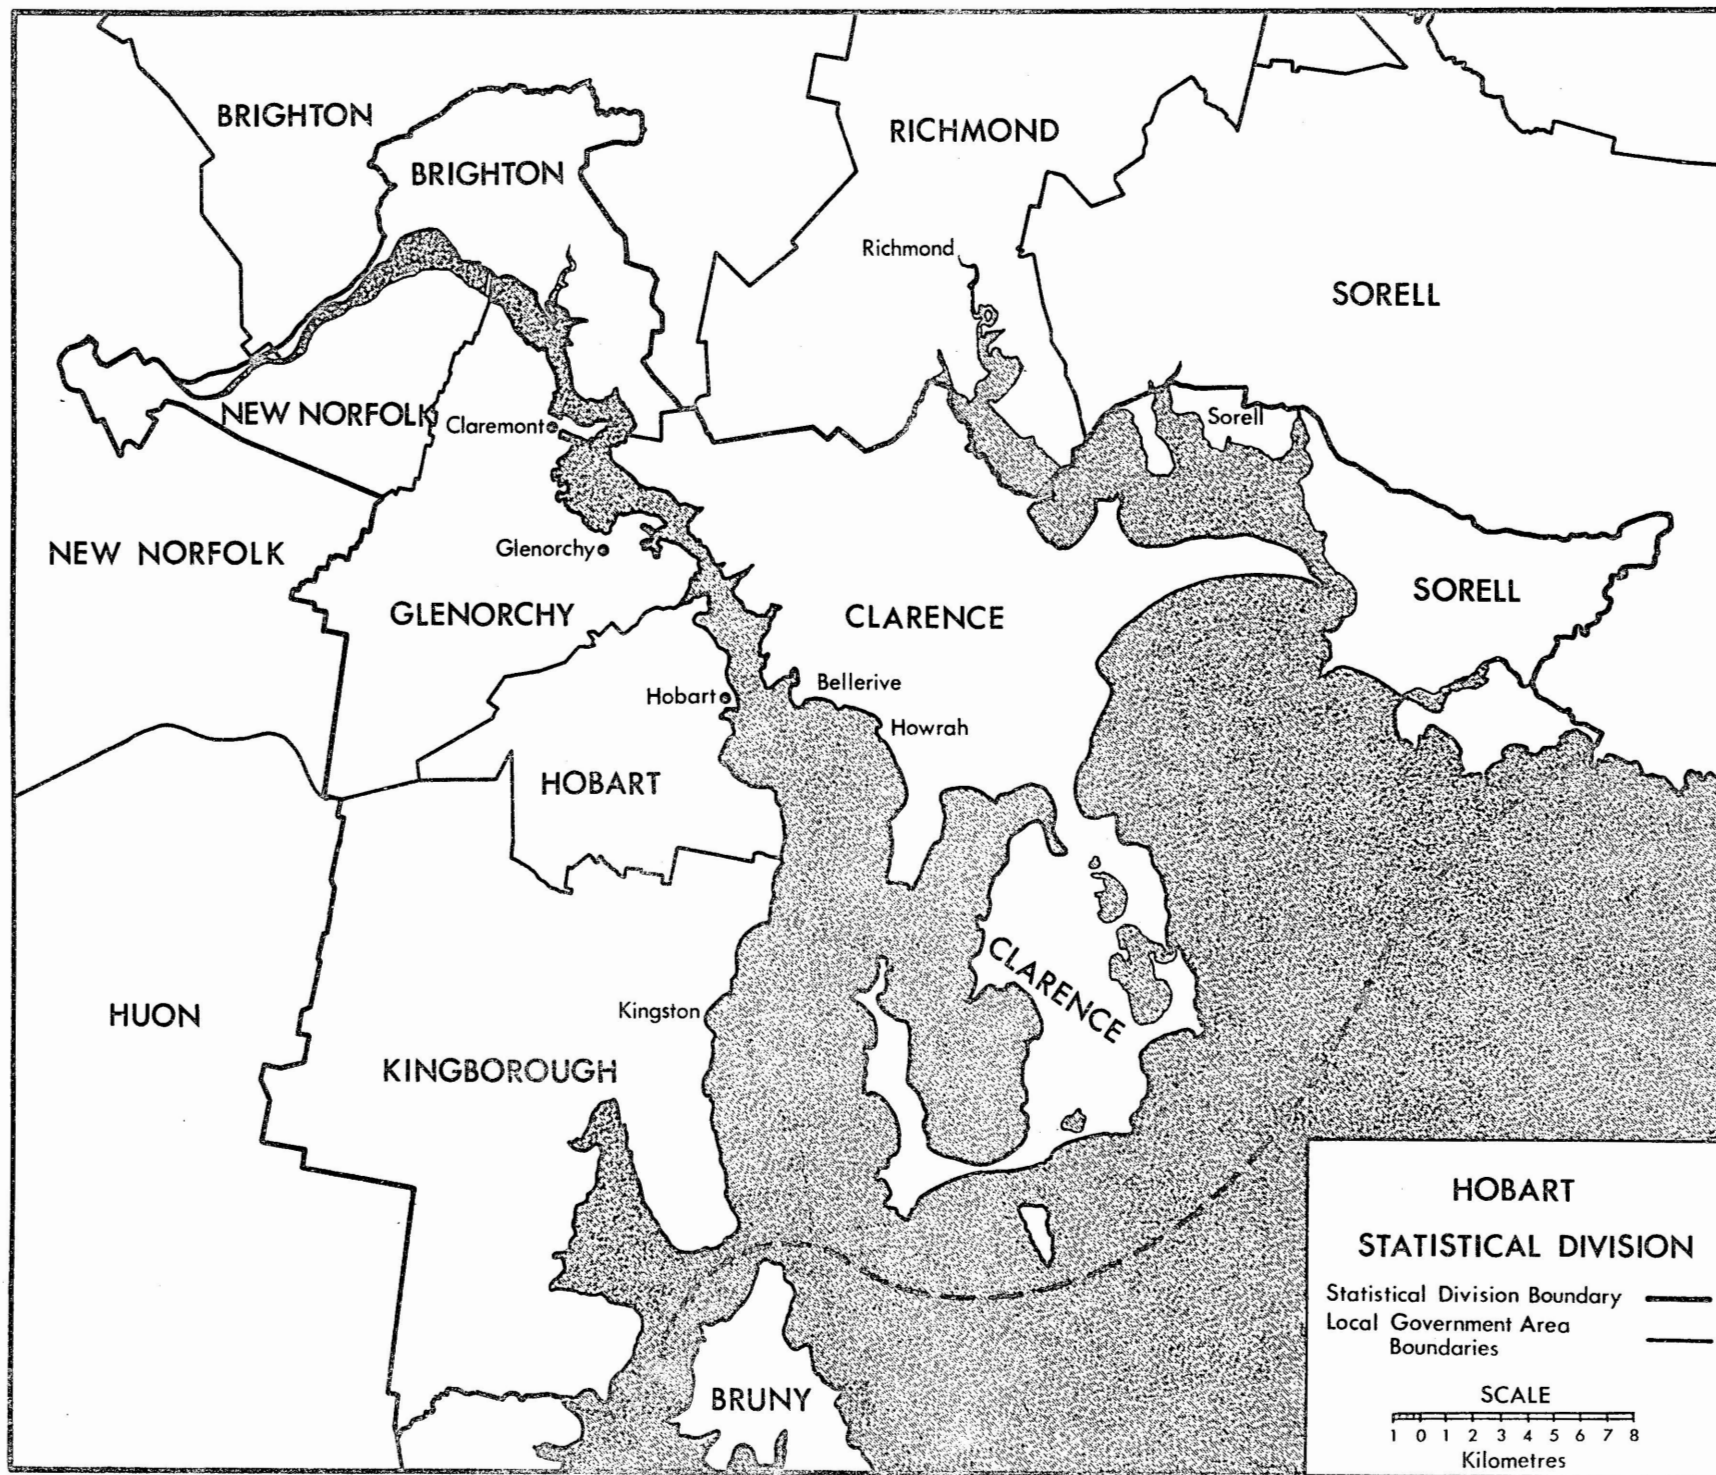 BRIGHTON
BRIGHTON
RICHMOND
Richmond
SORELL
NEW NORFOLK
Claremont
Sorell
NEW NORFOLK
Glenorchy
GLENORCHY
CLARENCE
SORELL
Hobart
Bellerive
Howrah
HOBART
CLARENCE
HUON
Kingston
KINGBOROUGH
BRUNY
HOBART
STATISTICAL DIVISION
Statistical Division Boundary
Local Government Area
Boundaries
SCALE
1 0 1 2 3 4 5 6 7 8
Kilometres